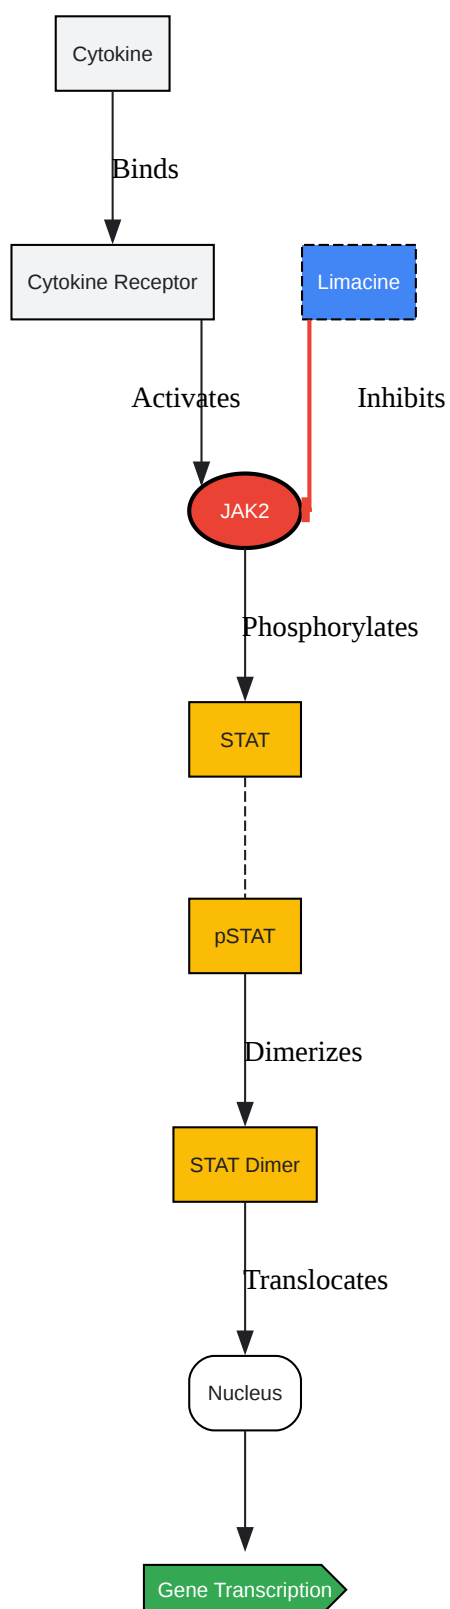 Cytokine
Binds
Cytokine Receptor
Limacine
Activates
Inhibits
JAK2
Phosphorylates
STAT
pSTAT
Dimerizes
STAT Dimer
Translocates
Nucleus
Gene Transcription